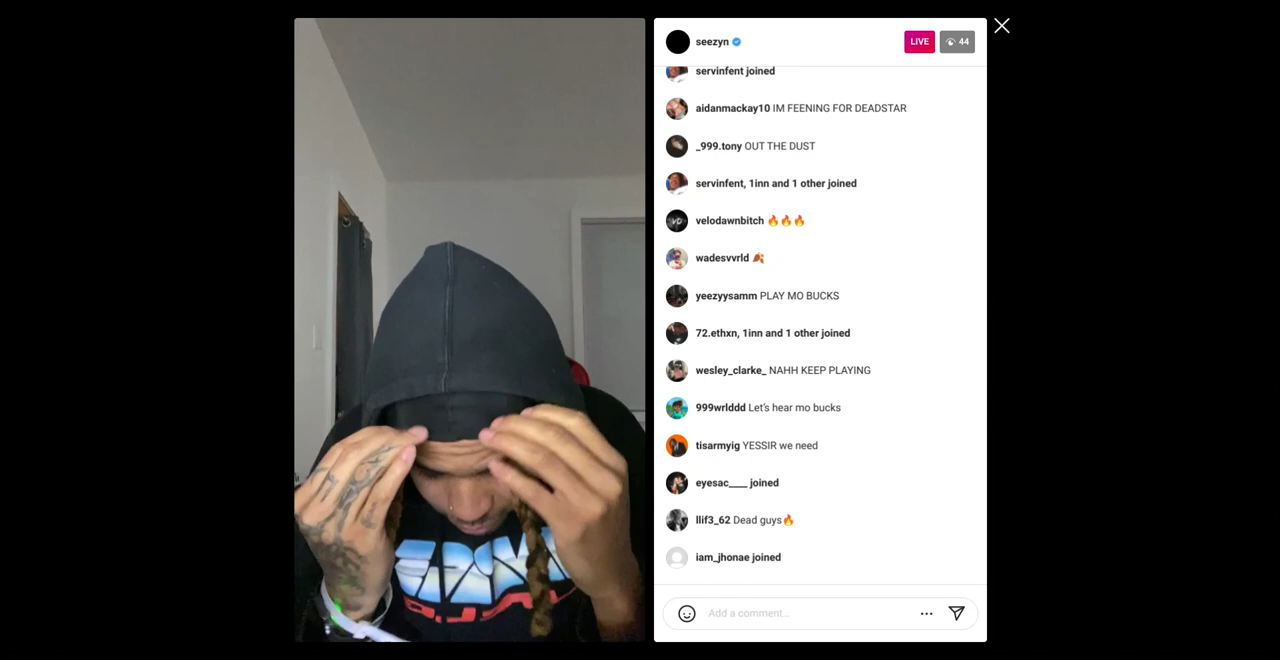 seezyn
LIVE
44
servinfent joined
aidanmackay10 IM FEENING FOR DEADSTAR
_999.tony OUT THE DUST
servinfent, 1inn and 1 other joined
velodawnbitch 🔥🔥🔥
wadesvvrld 🍂
yeezyysamm PLAY MO BUCKS
72.ethxn, 1inn and 1 other joined
wesley_clarke_ NAHH KEEP PLAYING
999wrlddd Let's hear mo bucks
tisarmyig YESSIR we need
eyesac____ joined
llif3_62 Dead guys🔥
iam_jhonae joined
Add a comment...